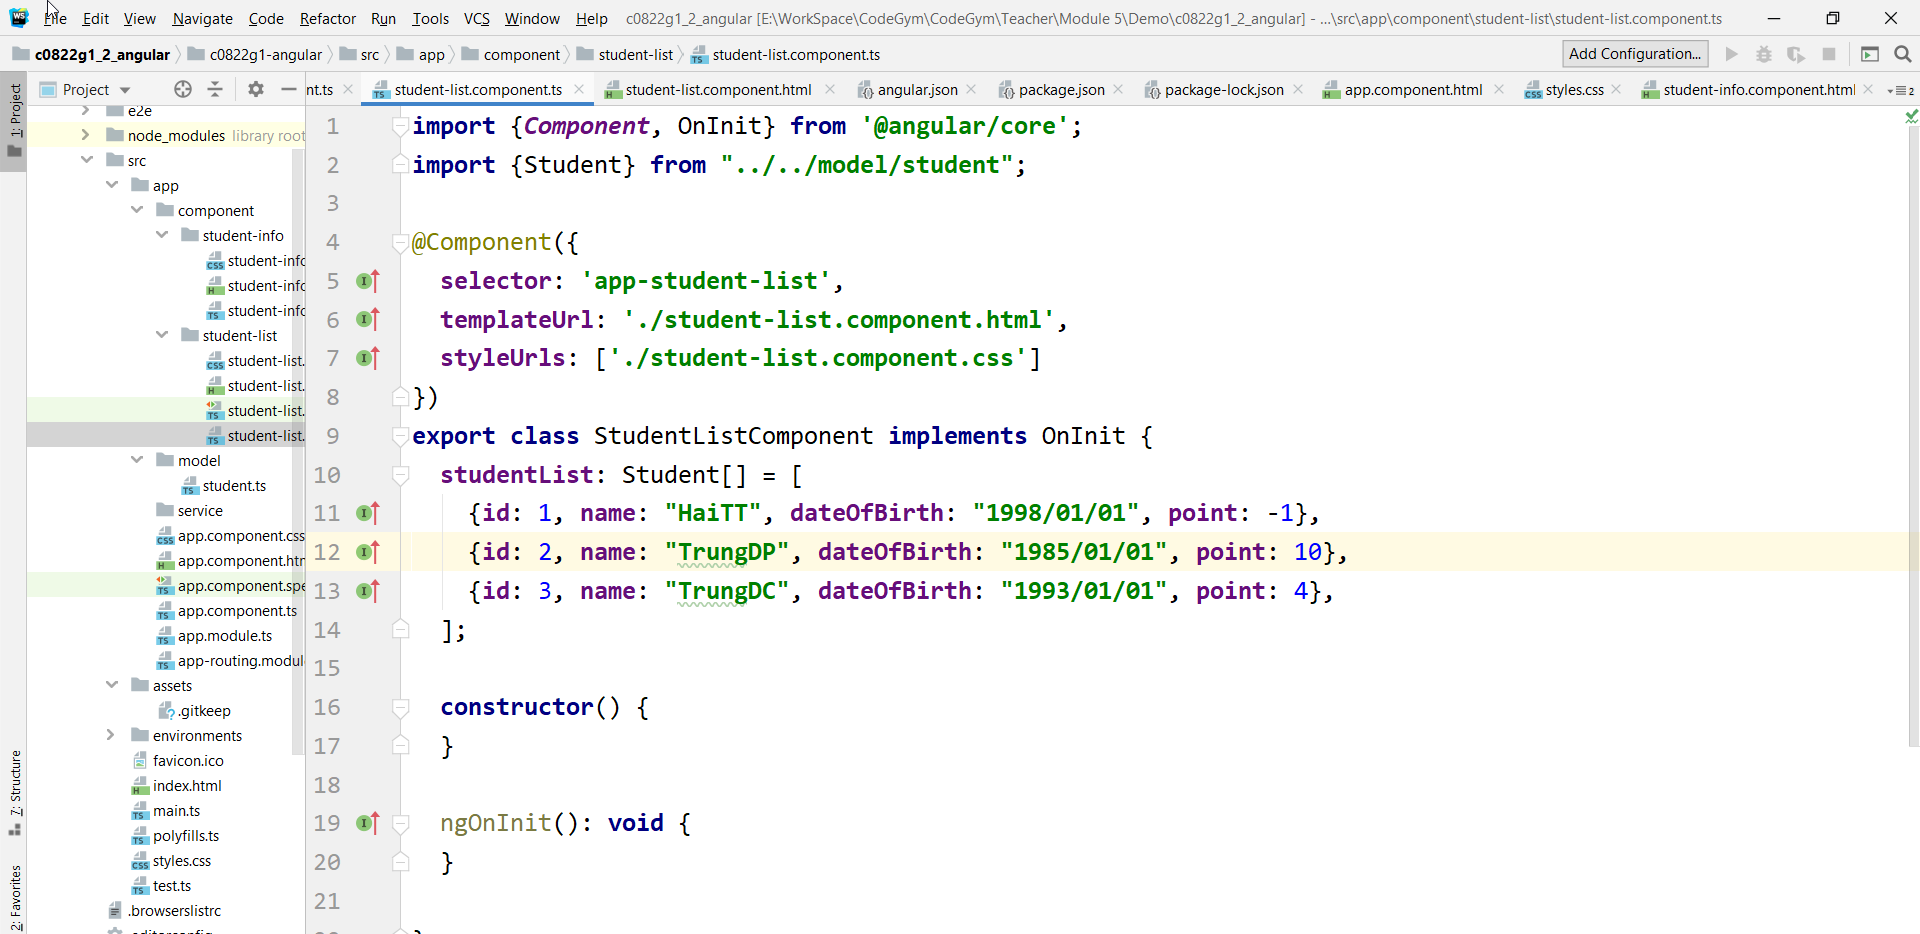 File Edit View Navigate Code Refactor Run Tools VCS Window Help c0822g1_2_angular [E:\WorkSpace\CodeGym\CodeGym\Teacher\Module 5\Demo\c0822g1_2_angular] - ...\src\app\component\student-list\student-list.component.ts
c0822g1_2_angular c0822g1-angular src app component student-list student-list.component.ts Add Configuration...
Project nt.ts student-list.component.ts student-list.component.html angular.json package.json package-lock.json app.component.html styles.css student-info.component.html 2
1: Project
7: Structure
2: Favorites
e2e
node_modules library root
src
app
component
student-info
student-info
student-info
student-info
student-list
student-list.
student-list.
student-list.
student-list.
model
student.ts
service
app.component.css
app.component.htm
app.component.spe
app.component.ts
app.module.ts
app-routing.modul
assets
.gitkeep
environments
favicon.ico
index.html
main.ts
polyfills.ts
styles.css
test.ts
.browserslistrc
1 import {Component, OnInit} from '@angular/core';
2 import {Student} from "../../model/student";
3
4 @Component({
5 selector: 'app-student-list',
6 templateUrl: './student-list.component.html',
7 styleUrls: ['./student-list.component.css']
8 })
9 export class StudentListComponent implements OnInit {
10 studentList: Student[] = [
11 {id: 1, name: "HaiTT", dateOfBirth: "1998/01/01", point: -1},
12 {id: 2, name: "TrungDP", dateOfBirth: "1985/01/01", point: 10},
13 {id: 3, name: "TrungDC", dateOfBirth: "1993/01/01", point: 4},
14 ];
15
16 constructor() {
17 }
18
19 ngOnInit(): void {
20 }
21